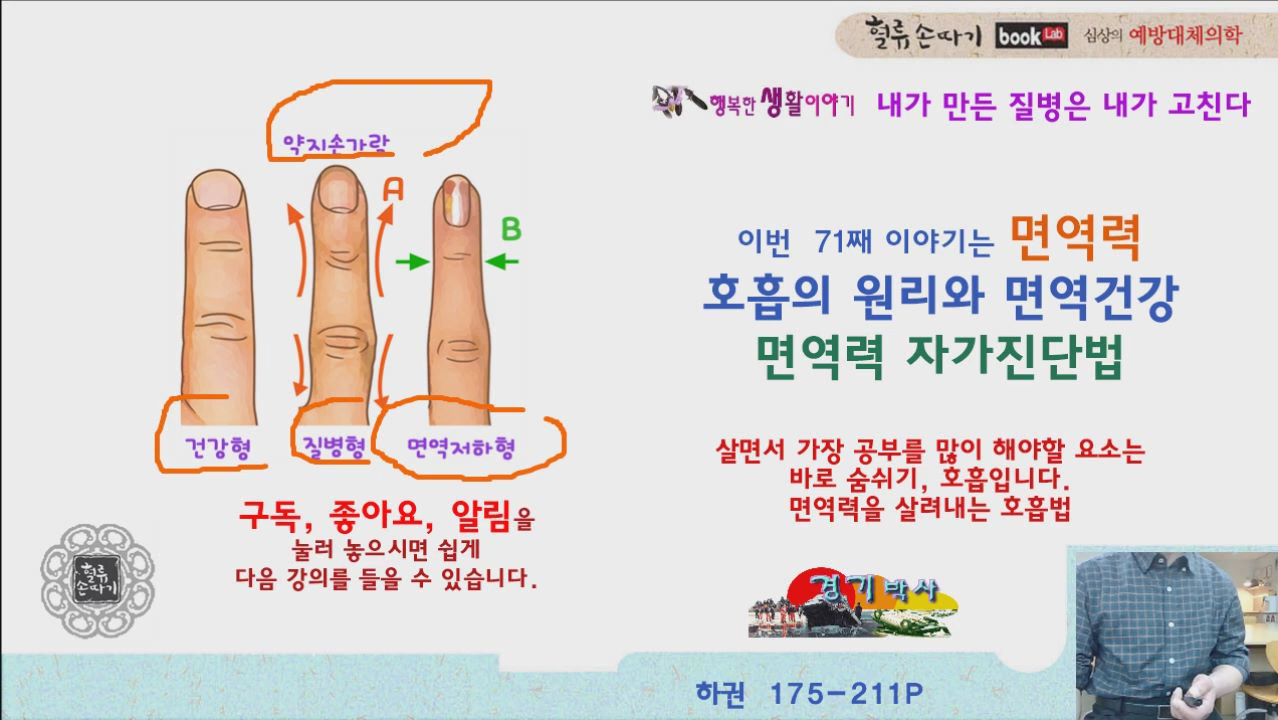 혈류 손따기 book Lab 심상의 예방대체의학
행복한 생활이야기 내가 만든 질병은 내가 고친다
약지손가락
A
B
건강형 질병형 면역저하형
이번 71째 이야기는 면역력
호흡의 원리와 면역건강
면역력 자가진단법
살면서 가장 공부를 많이 해야할 요소는
바로 숨쉬기, 호흡입니다.
면역력을 살려내는 호흡법
구독, 좋아요, 알림을
눌러 놓으시면 쉽게
다음 강의를 들을 수 있습니다.
혈류
손따기
경기박사
하권 175-211P